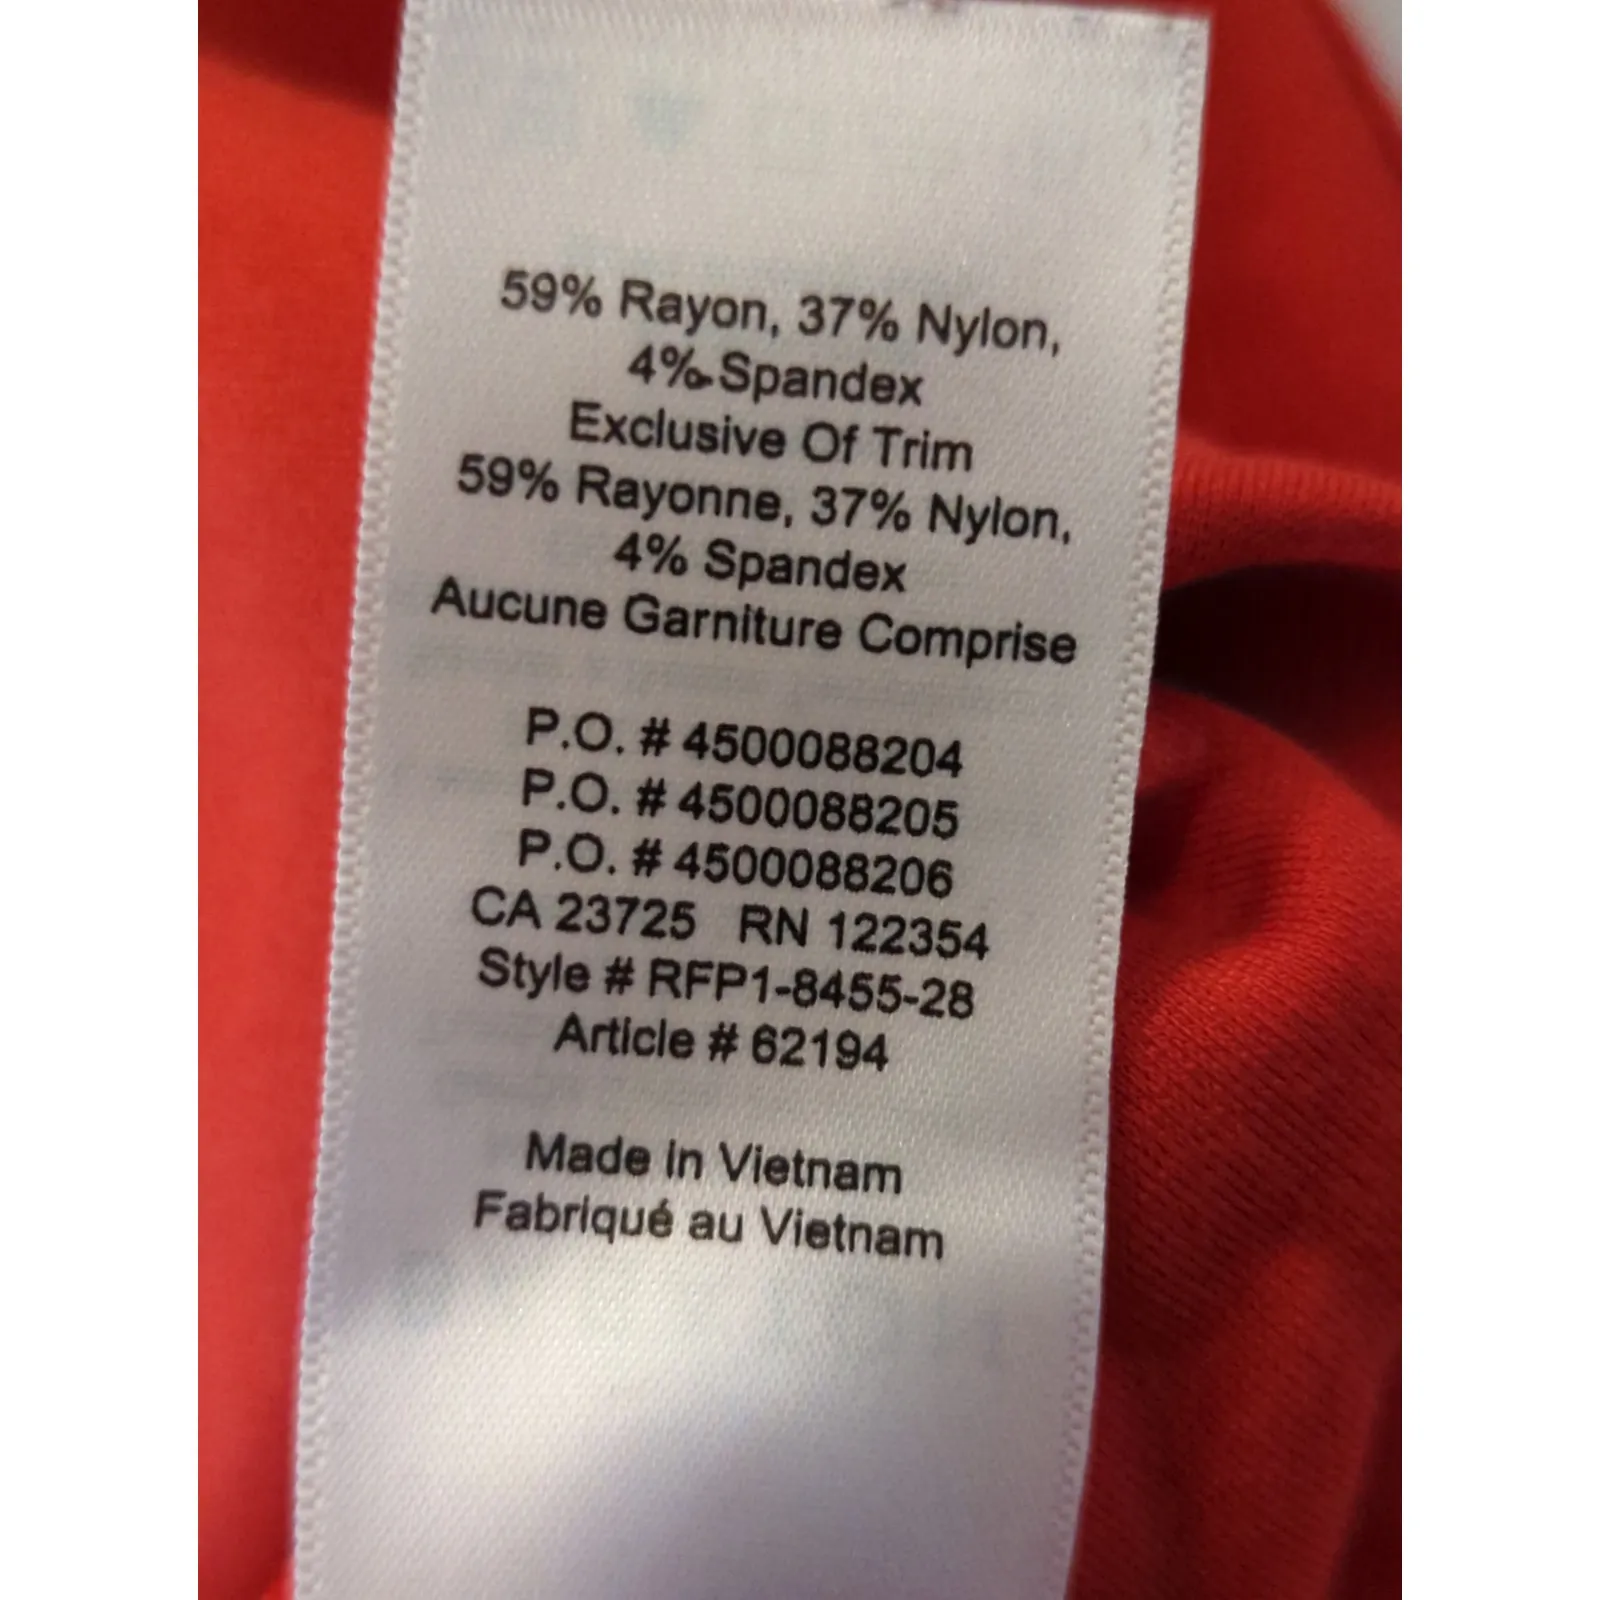 59% Rayon, 37% Nylon,
4% Spandex
Exclusive Of Trim
59% Rayonne, 37% Nylon,
4% Spandex
Aucune Garniture Comprise
P.O. # 4500088204
P.O. # 4500088205
P.O. # 4500088206
CA 23725 RN 122354
Style # RFP1-8455-28
Article # 62194
Made in Vietnam
Fabriqué au Vietnam